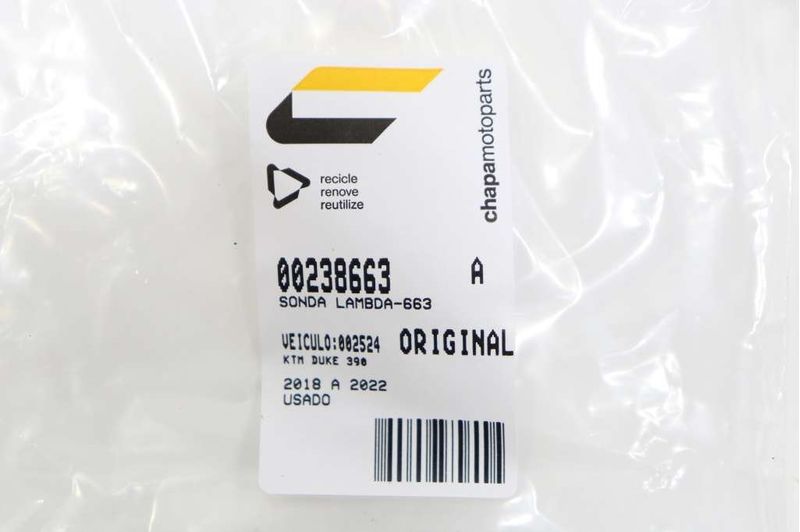 chapamotoparts
recicle
renove
reutilize
00238663 A
SONDA LAMBDA-663
VEICULO:002524 ORIGINAL
KTM DUKE 390
2018 A 2022
USADO